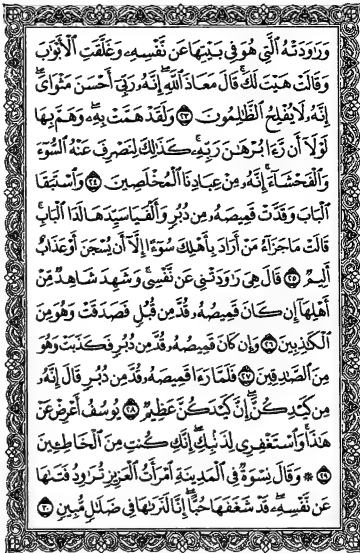 وَرَٰوَدَتْهُ ٱلَّتِى هُوَ فِى بَيْتِهَا عَن نَّفْسِهِۦ وَغَلَّقَتِ ٱلْأَبْوَٰبَ
وَقَالَتْ هَيْتَ لَكَ ۚ قَالَ مَعَاذَ ٱللَّهِ ۖ إِنَّهُۥ رَبِّىٓ أَحْسَنَ مَثْوَاىَ ۖ
إِنَّهُۥ لَا يُفْلِحُ ٱلظَّٰلِمُونَ ٢٣ وَلَقَدْ هَمَّتْ بِهِۦ ۖ وَهَمَّ بِهَا
لَوْلَآ أَن رَّءَا بُرْهَٰنَ رَبِّهِۦ ۚ كَذَٰلِكَ لِنَصْرِفَ عَنْهُ ٱلسُّوٓءَ
وَٱلْفَحْشَآءَ ۚ إِنَّهُۥ مِنْ عِبَادِنَا ٱلْمُخْلَصِينَ ٢٤ وَٱسْتَبَقَا
ٱلْبَابَ وَقَدَّتْ قَمِيصَهُۥ مِن دُبُرٍ وَأَلْفَيَا سَيِّدَهَا لَدَا ٱلْبَابِ ۚ
قَالَتْ مَا جَزَآءُ مَنْ أَرَادَ بِأَهْلِكَ سُوٓءًا إِلَّآ أَن يُسْجَنَ أَوْ عَذَابٌ
أَلِيمٌ ٢٥ قَالَ هِىَ رَٰوَدَتْنِى عَن نَّفْسِى ۚ وَشَهِدَ شَاهِدٌ مِّنْ
أَهْلِهَآ إِن كَانَ قَمِيصُهُۥ قُدَّ مِن قُبُلٍ فَصَدَقَتْ وَهُوَ مِنَ
ٱلْكَٰذِبِينَ ٢٦ وَإِن كَانَ قَمِيصُهُۥ قُدَّ مِن دُبُرٍ فَكَذَبَتْ وَهُوَ
مِنَ ٱلصَّٰدِقِينَ ٢٧ فَلَمَّا رَءَا قَمِيصَهُۥ قُدَّ مِن دُبُرٍ قَالَ إِنَّهُۥ
مِن كَيْدِكُنَّ ۖ إِنَّ كَيْدَكُنَّ عَظِيمٌ ٢٨ يُوسُفُ أَعْرِضْ عَنْ
هَٰذَا ۚ وَٱسْتَغْفِرِى لِذَنۢبِكِ ۖ إِنَّكِ كُنتِ مِنَ ٱلْخَاطِـِٔينَ
٢٩ ۞ وَقَالَ نِسْوَةٌ فِى ٱلْمَدِينَةِ ٱمْرَأَتُ ٱلْعَزِيزِ تُرَٰوِدُ فَتَىٰهَا
عَن نَّفْسِهِۦ ۖ قَدْ شَغَفَهَا حُبًّا ۖ إِنَّا لَنَرَىٰهَا فِى ضَلَٰلٍ مُّبِينٍ ٣٠